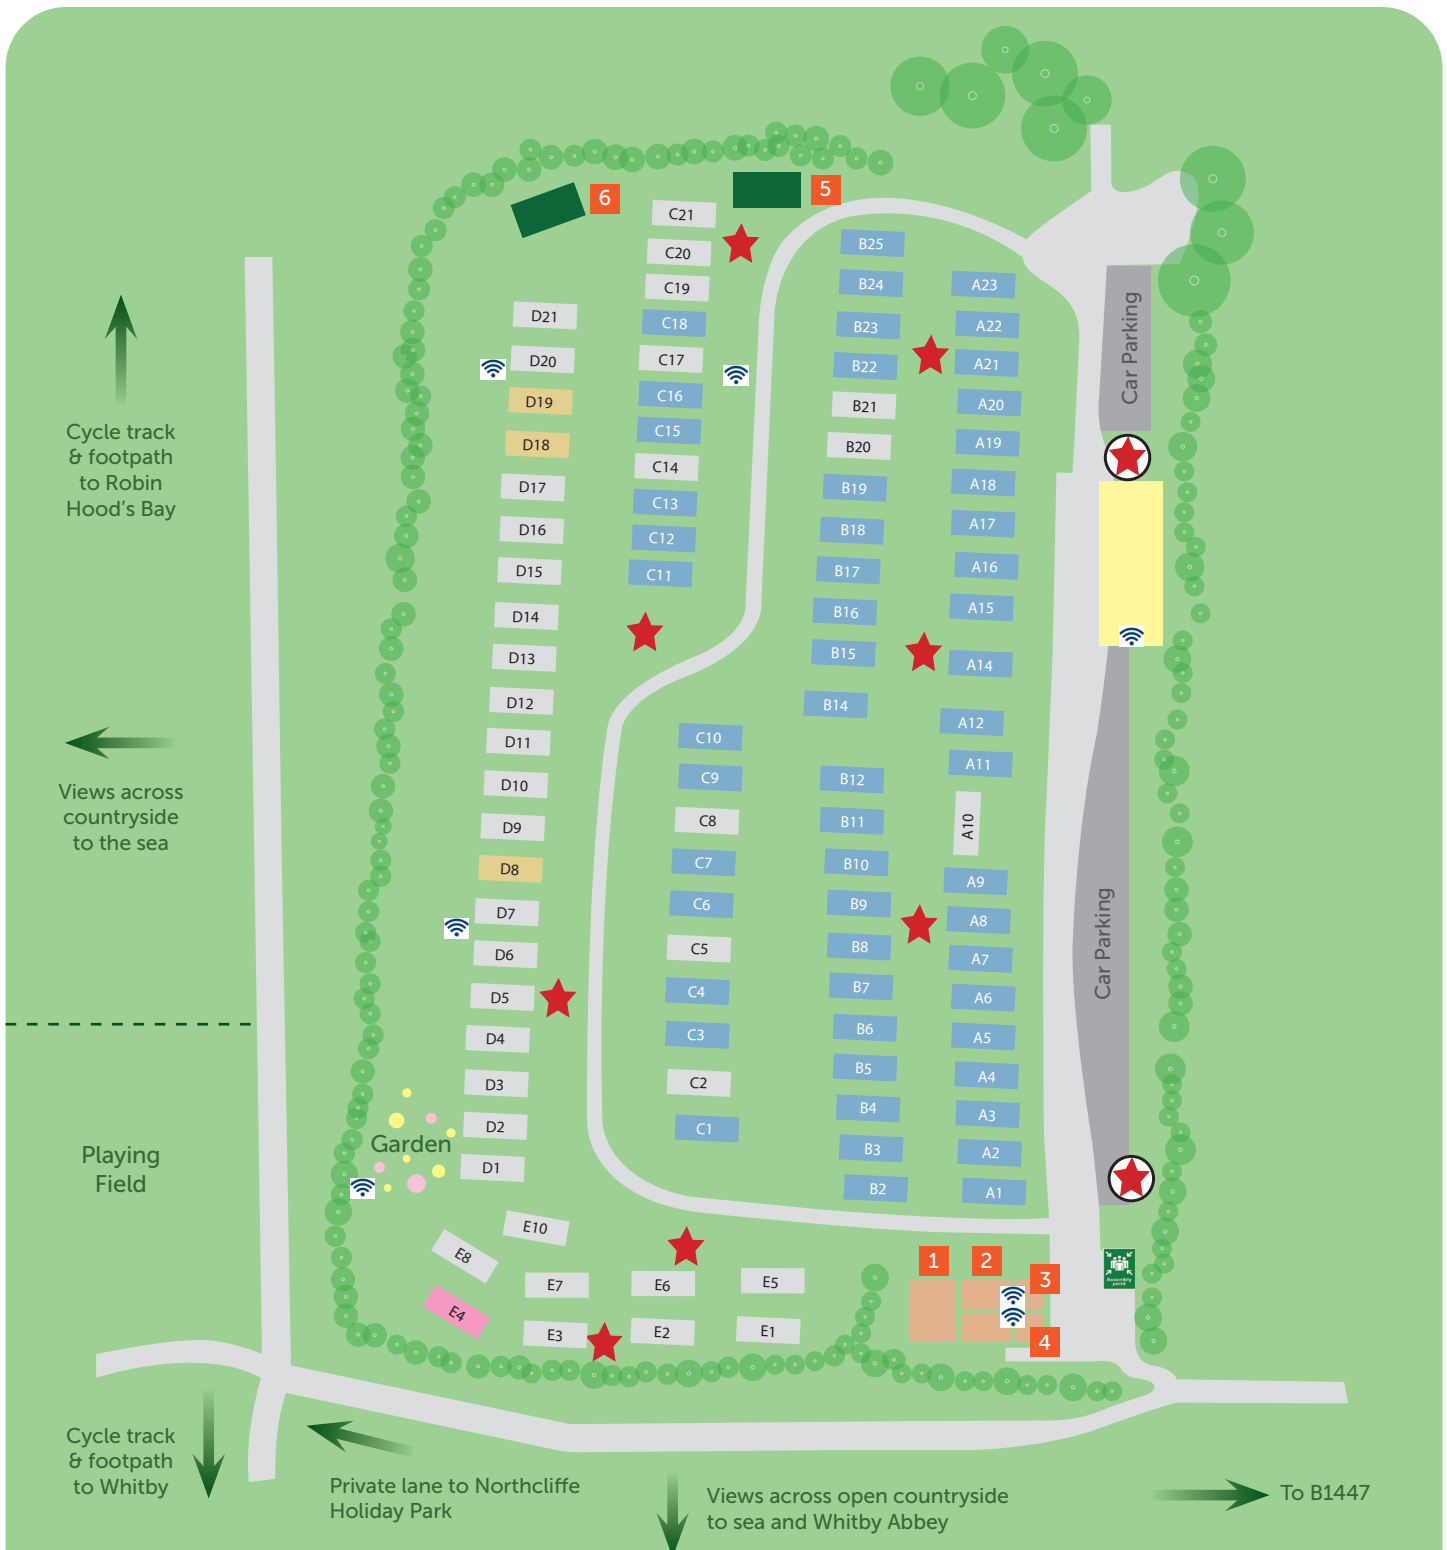 6
5
C21
C20
C19
C18
C17
C16
C15
C14
C13
C12
C11
B25
B24
B23
B22
B21
B20
B19
B18
B17
B16
B15
B14
B12
B11
B10
B9
B8
B7
B6
B5
B4
B3
B2
A23
A22
A21
A20
A19
A18
A17
A16
A15
A14
A12
A11
A10
A9
A8
A7
A6
A5
A4
A3
A2
A1
Car Parking
Car Parking
D21
D20
D19
D18
D17
D16
D15
D14
D13
D12
D11
D10
D9
D8
D7
D6
D5
D4
D3
D2
D1
C10
C9
C8
C7
C6
C5
C4
C3
C2
C1
Cycle track
& footpath
to Robin
Hood's Bay
Views across
countryside
to the sea
Playing
Field
Garden
E10
E8
E7
E6
E5
E4
E3
E2
E1
1
2
3
4
Assembly
point
Cycle track
& footpath
to Whitby
Private lane to Northcliffe
Holiday Park
Views across open countryside
to sea and Whitby Abbey
To B1447